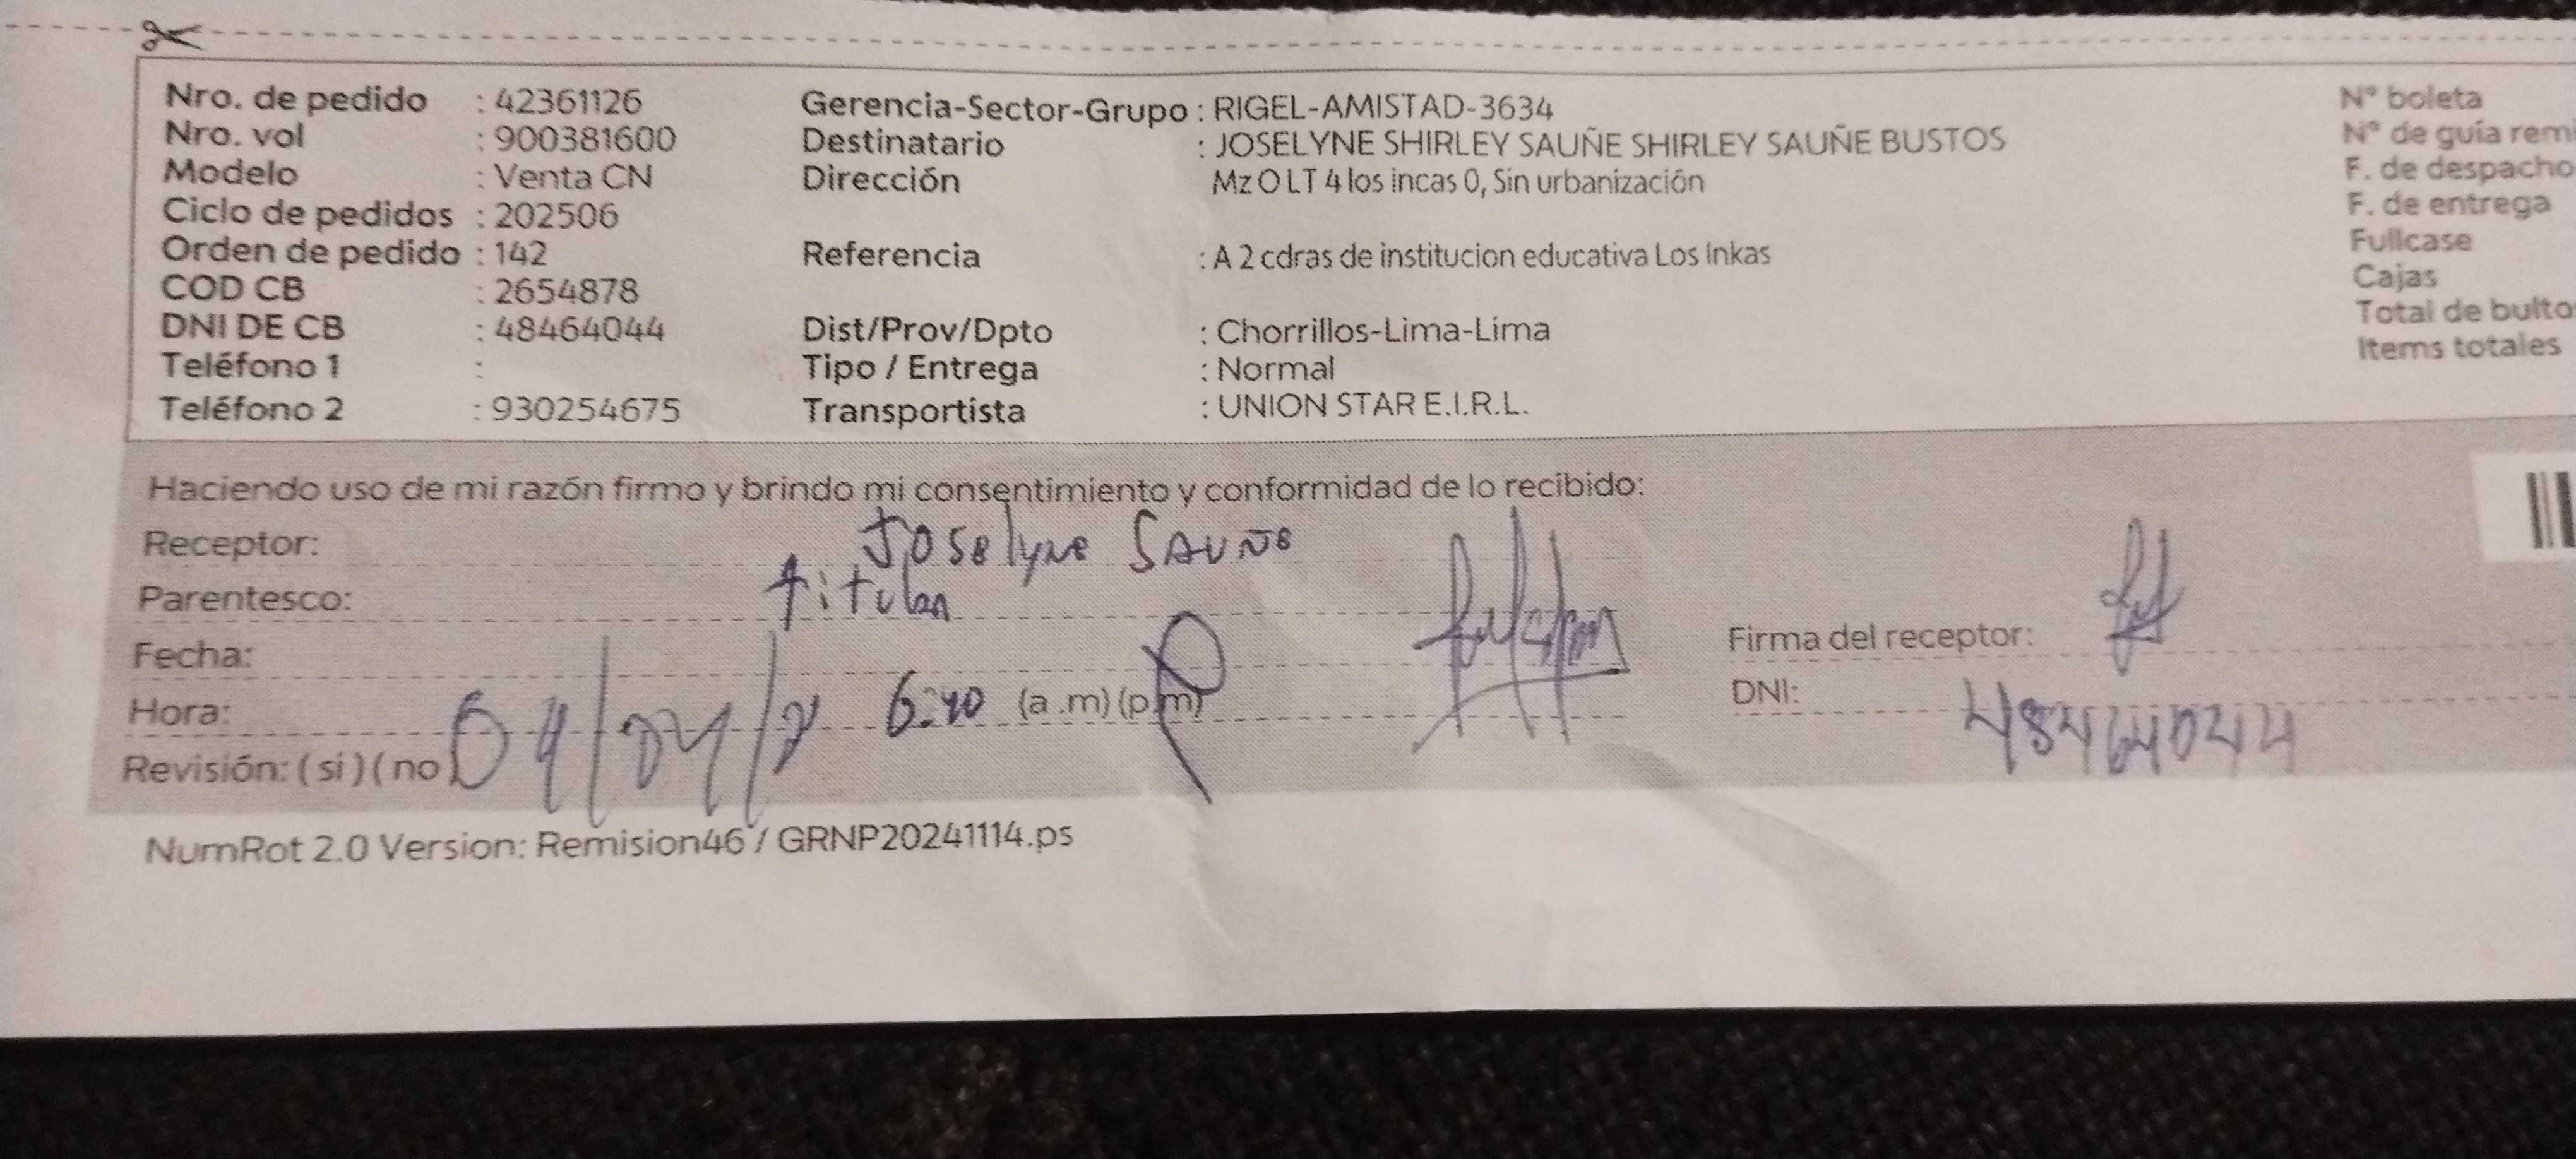 Nro. de pedido : 42361126 Gerencia-Sector-Grupo : RIGEL-AMISTAD-3634 N° boleta
Nro. vol : 900381600 Destinatario : JOSELYNE SHIRLEY SAUÑE SHIRLEY SAUÑE BUSTOS N° de guía rem
Modelo : Venta CN Dirección Mz O LT 4 los incas 0, Sin urbanización F. de despacho
Ciclo de pedidos : 202506 F. de entrega
Orden de pedido : 142 Referencia : A 2 cdras de institucion educativa Los Inkas Fullcase
COD CB : 2654878 Cajas
DNI DE CB : 48464044 Dist/Prov/Dpto : Chorrillos-Lima-Lima Total de bulto
Teléfono 1 : Tipo / Entrega : Normal Items totales
Teléfono 2 : 930254675 Transportista : UNION STAR E.I.R.L.
Haciendo uso de mi razón firmo y brindo mi consentimiento y conformidad de lo recibido:
Receptor: Joselyne SAUÑe
Parentesco: titular
Fecha: Firma del receptor:
Hora: 04/04/2 6:40 (a .m) (p.m) DNI: 48464044
Revisión: ( si ) ( no )
NumRot 2.0 Version: Remision46 / GRNP20241114.ps